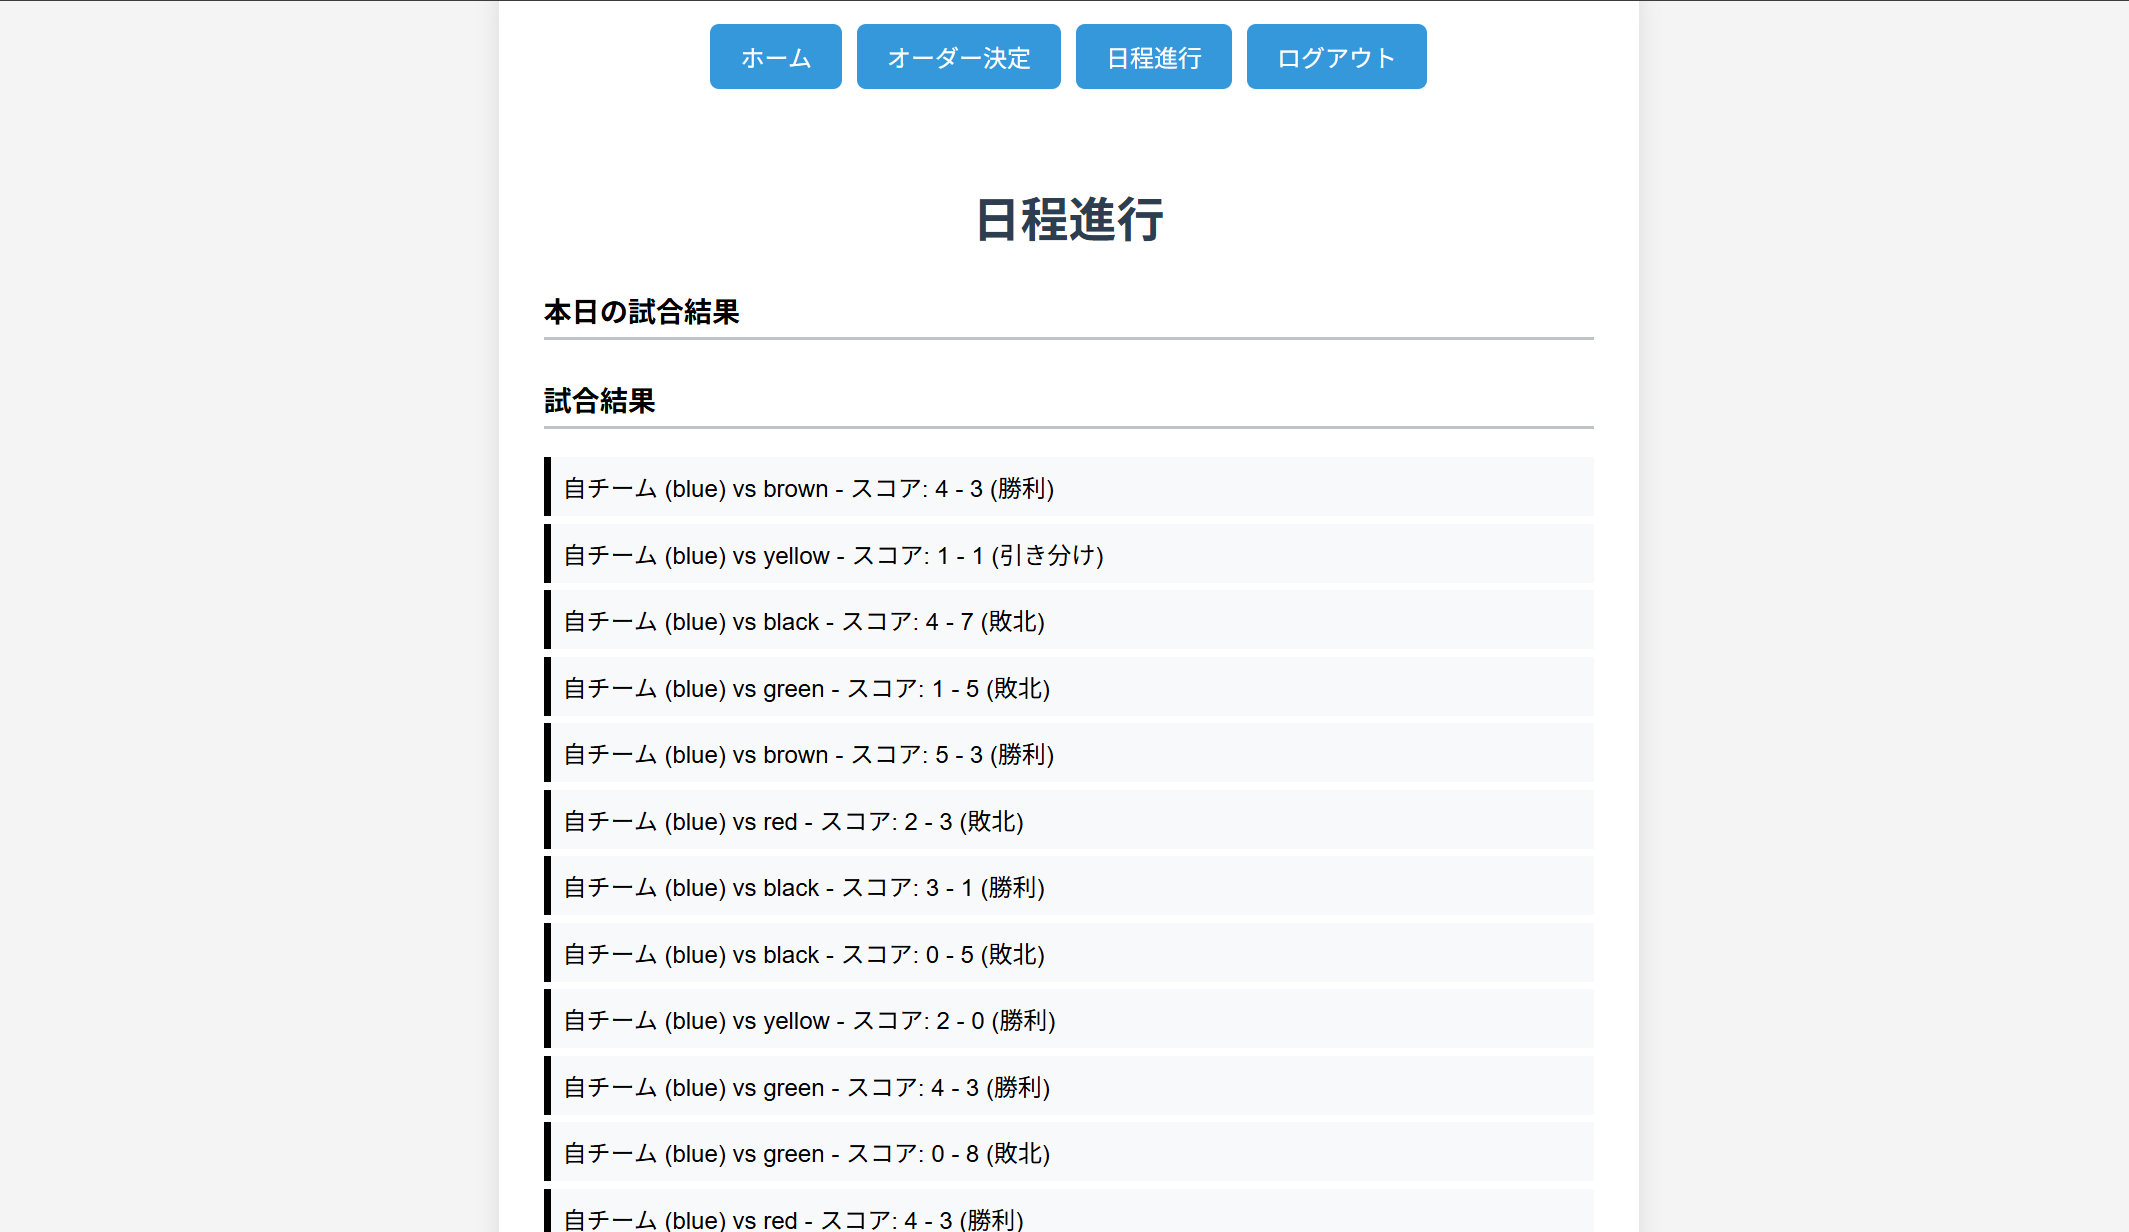 ホーム オーダー決定 日程進行 ログアウト
日程進行
本日の試合結果
試合結果
自チーム (blue) vs brown - スコア: 4 - 3 (勝利)
自チーム (blue) vs yellow - スコア: 1 - 1 (引き分け)
自チーム (blue) vs black - スコア: 4 - 7 (敗北)
自チーム (blue) vs green - スコア: 1 - 5 (敗北)
自チーム (blue) vs brown - スコア: 5 - 3 (勝利)
自チーム (blue) vs red - スコア: 2 - 3 (敗北)
自チーム (blue) vs black - スコア: 3 - 1 (勝利)
自チーム (blue) vs black - スコア: 0 - 5 (敗北)
自チーム (blue) vs yellow - スコア: 2 - 0 (勝利)
自チーム (blue) vs green - スコア: 4 - 3 (勝利)
自チーム (blue) vs green - スコア: 0 - 8 (敗北)
自チーム (blue) vs red - スコア: 4 - 3 (勝利)